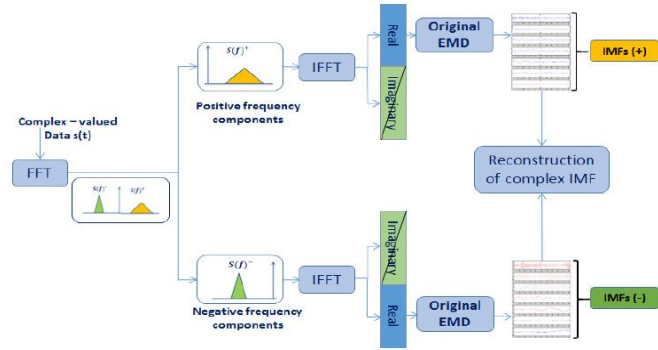 S(f)⁺
Positive frequency
components
IFFT
Real
Imaginary
Original
EMD
IMFs (+)
Complex – valued
Data s(t)
FFT
S(f)⁻
S(f)⁺
Reconstruction
of complex IMF
S(f)⁻
Negative frequency
components
IFFT
Imaginary
Real
Original
EMD
IMFs (-)